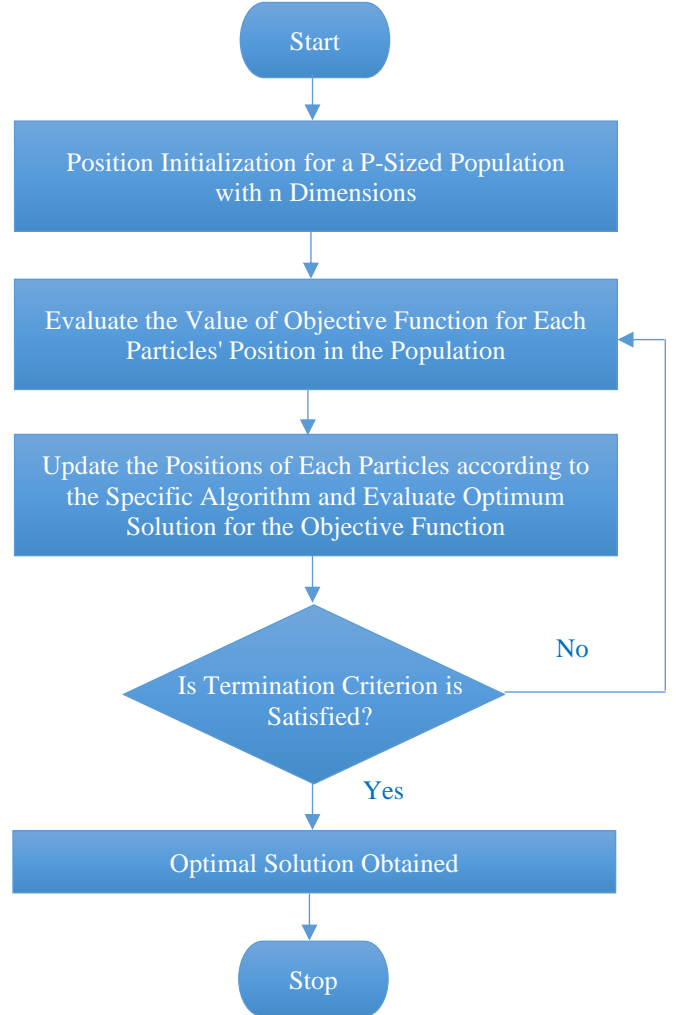 Start
Position Initialization for a P-Sized Population
with n Dimensions
Evaluate the Value of Objective Function for Each
Particles' Position in the Population
Update the Positions of Each Particles according to
the Specific Algorithm and Evaluate Optimum
Solution for the Objective Function
No
Is Termination Criterion is
Satisfied?
Yes
Optimal Solution Obtained
Stop